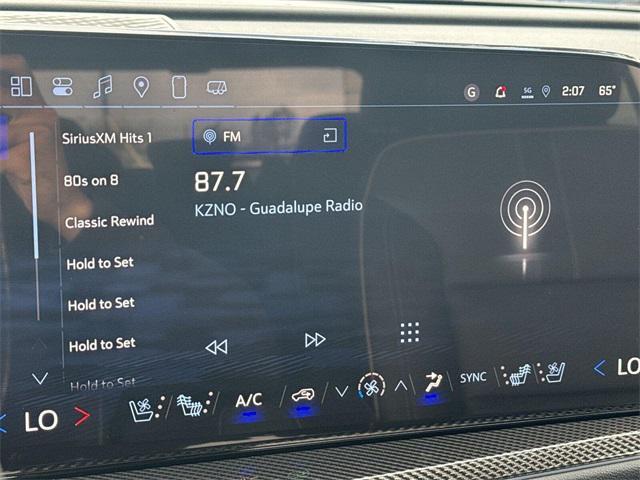 G 5G 2:07 65°
SiriusXM Hits 1
FM
80s on 8
87.7
Classic Rewind
KZNO - Guadalupe Radio
Hold to Set
Hold to Set
Hold to Set
Hold to Set
LO
A/C
SYNC
LO